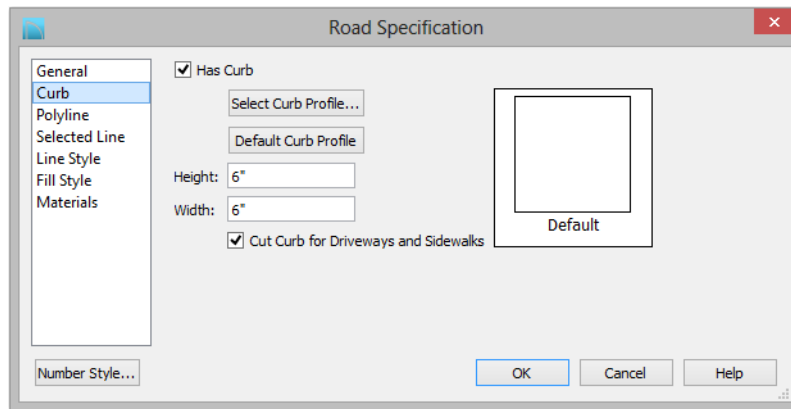 Road Specification
General
Curb
Polyline
Selected Line
Line Style
Fill Style
Materials
Has Curb
Select Curb Profile...
Default Curb Profile
Height: 6"
Width: 6"
Cut Curb for Driveways and Sidewalks
Default
Number Style...
OK Cancel Help